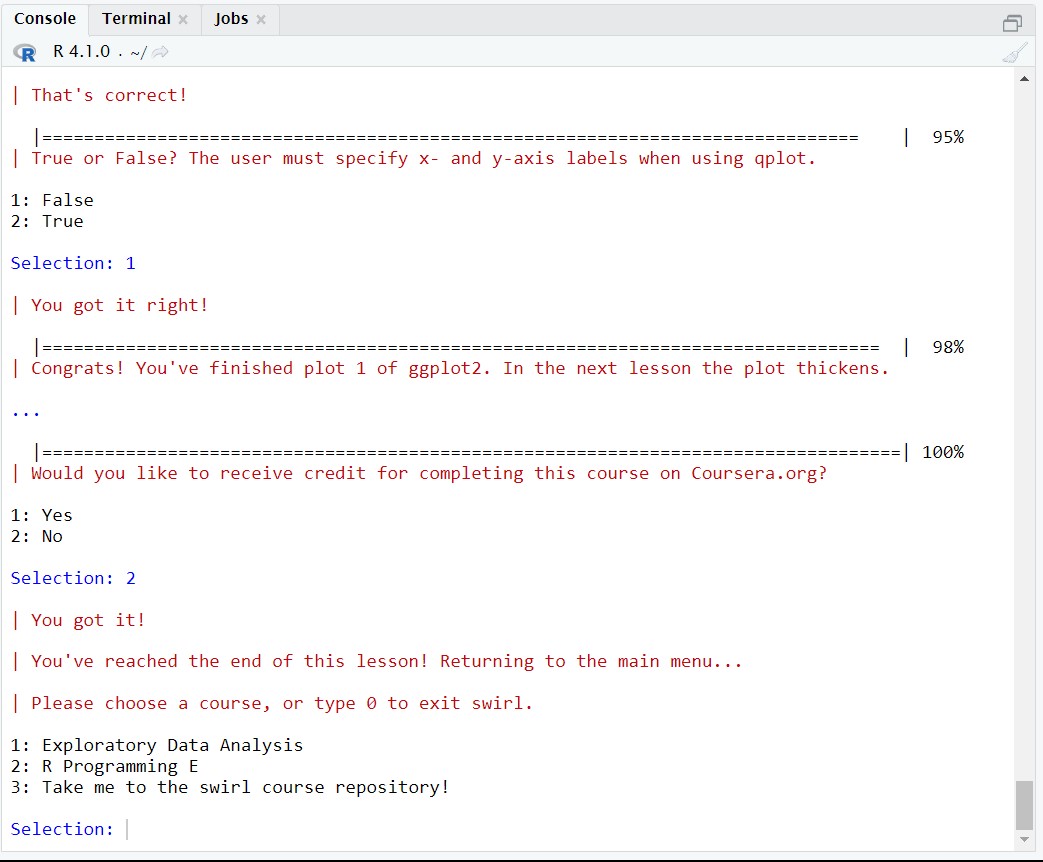 Console Terminal × Jobs ×
R R 4.1.0 . ~/
| That's correct!
|============================================================================== | 95%
| True or False? The user must specify x- and y-axis labels when using qplot.
1: False
2: True
Selection: 1
| You got it right!
|================================================================================ | 98%
| Congrats! You've finished plot 1 of ggplot2. In the next lesson the plot thickens.
...
|==================================================================================| 100%
| Would you like to receive credit for completing this course on Coursera.org?
1: Yes
2: No
Selection: 2
| You got it!
| You've reached the end of this lesson! Returning to the main menu...
| Please choose a course, or type 0 to exit swirl.
1: Exploratory Data Analysis
2: R Programming E
3: Take me to the swirl course repository!
Selection: